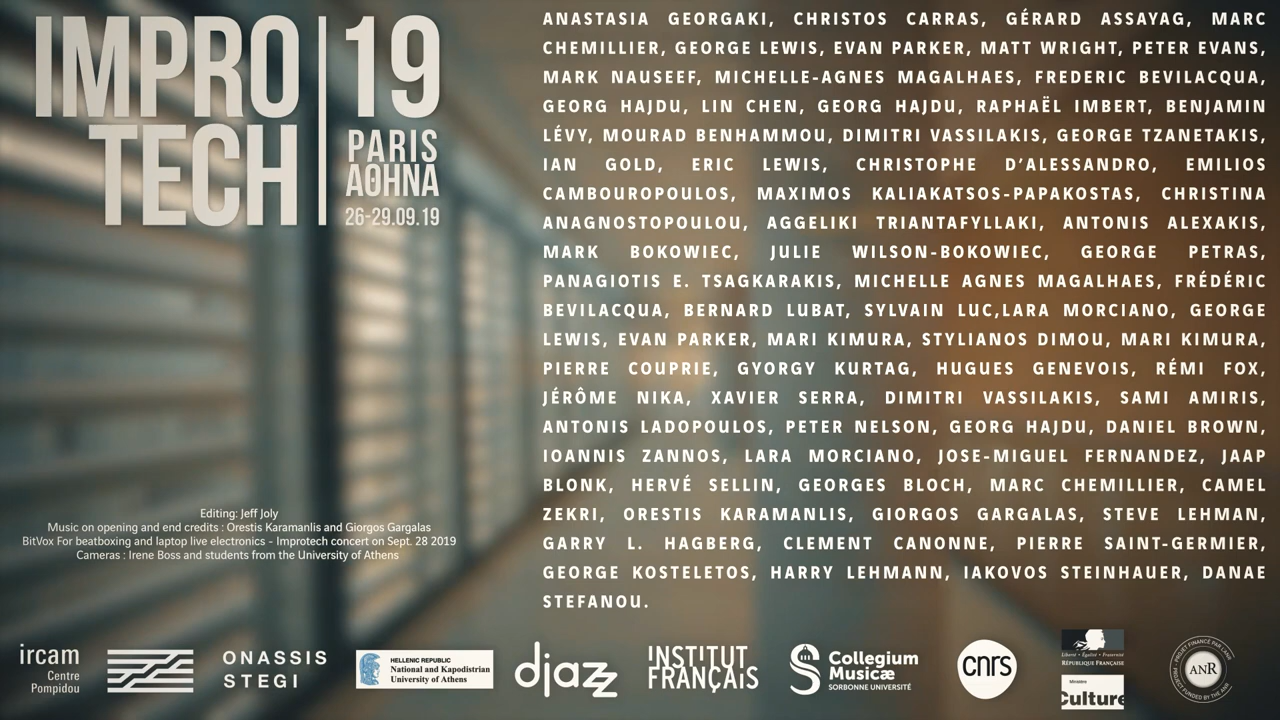 IMPRO
TECH
19
PARIS
ΑΘΗΝΑ
26-29.09.19
ANASTASIA GEORGAKI, CHRISTOS CARRAS, GÉRARD ASSAYAG, MARC
CHEMILLIER, GEORGE LEWIS, EVAN PARKER, MATT WRIGHT, PETER EVANS,
MARK NAUSEEF, MICHELLE-AGNES MAGALHAES, FREDERIC BEVILACQUA,
GEORG HAJDU, LIN CHEN, GEORG HAJDU, RAPHAËL IMBERT, BENJAMIN
LÉVY, MOURAD BENHAMMOU, DIMITRI VASSILAKIS, GEORGE TZANETAKIS,
IAN GOLD, ERIC LEWIS, CHRISTOPHE D’ALESSANDRO, EMILIOS
CAMBOUROPOULOS, MAXIMOS KALIAKATSOS-PAPAKOSTAS, CHRISTINA
ANAGNOSTOPOULOU, AGGELIKI TRIANTAFYLLAKI, ANTONIS ALEXAKIS,
MARK BOKOWIEC, JULIE WILSON-BOKOWIEC, GEORGE PETRAS,
PANAGIOTIS E. TSAGKARAKIS, MICHELLE AGNES MAGALHAES, FRÉDÉRIC
BEVILACQUA, BERNARD LUBAT, SYLVAIN LUC,LARA MORCIANO, GEORGE
LEWIS, EVAN PARKER, MARI KIMURA, STYLIANOS DIMOU, MARI KIMURA,
PIERRE COUPRIE, GYORGY KURTAG, HUGUES GENEVOIS, RÉMI FOX,
JÉRÔME NIKA, XAVIER SERRA, DIMITRI VASSILAKIS, SAMI AMIRIS,
ANTONIS LADOPOULOS, PETER NELSON, GEORG HAJDU, DANIEL BROWN,
IOANNIS ZANNOS, LARA MORCIANO, JOSE-MIGUEL FERNANDEZ, JAAP
BLONK, HERVÉ SELLIN, GEORGES BLOCH, MARC CHEMILLIER, CAMEL
ZEKRI, ORESTIS KARAMANLIS, GIORGOS GARGALAS, STEVE LEHMAN,
GARRY L. HAGBERG, CLEMENT CANONNE, PIERRE SAINT-GERMIER,
GEORGE KOSTELETOS, HARRY LEHMANN, IAKOVOS STEINHAUER, DANAE
STEFANOU.
Editing: Jeff Joly
Music on opening and end credits : Orestis Karamanlis and Giorgos Gargalas
BitVox For beatboxing and laptop live electronics - Improtech concert on Sept. 28 2019
Cameras : Irene Boss and students from the University of Athens
ircam
Centre
Pompidou
ONASSIS
STEGI
HELLENIC REPUBLIC
National and Kapodistrian
University of Athens
djazz
INSTITUT
FRANÇAIS
Collegium
Musicæ
SORBONNE UNIVERSITÉ
cnrs
Liberté • Égalité • Fraternité
RÉPUBLIQUE FRANÇAISE
Ministère
Culture
PROJET FINANCÉ PAR L'ANR
ANR
PROJECT FUNDED BY THE ANR